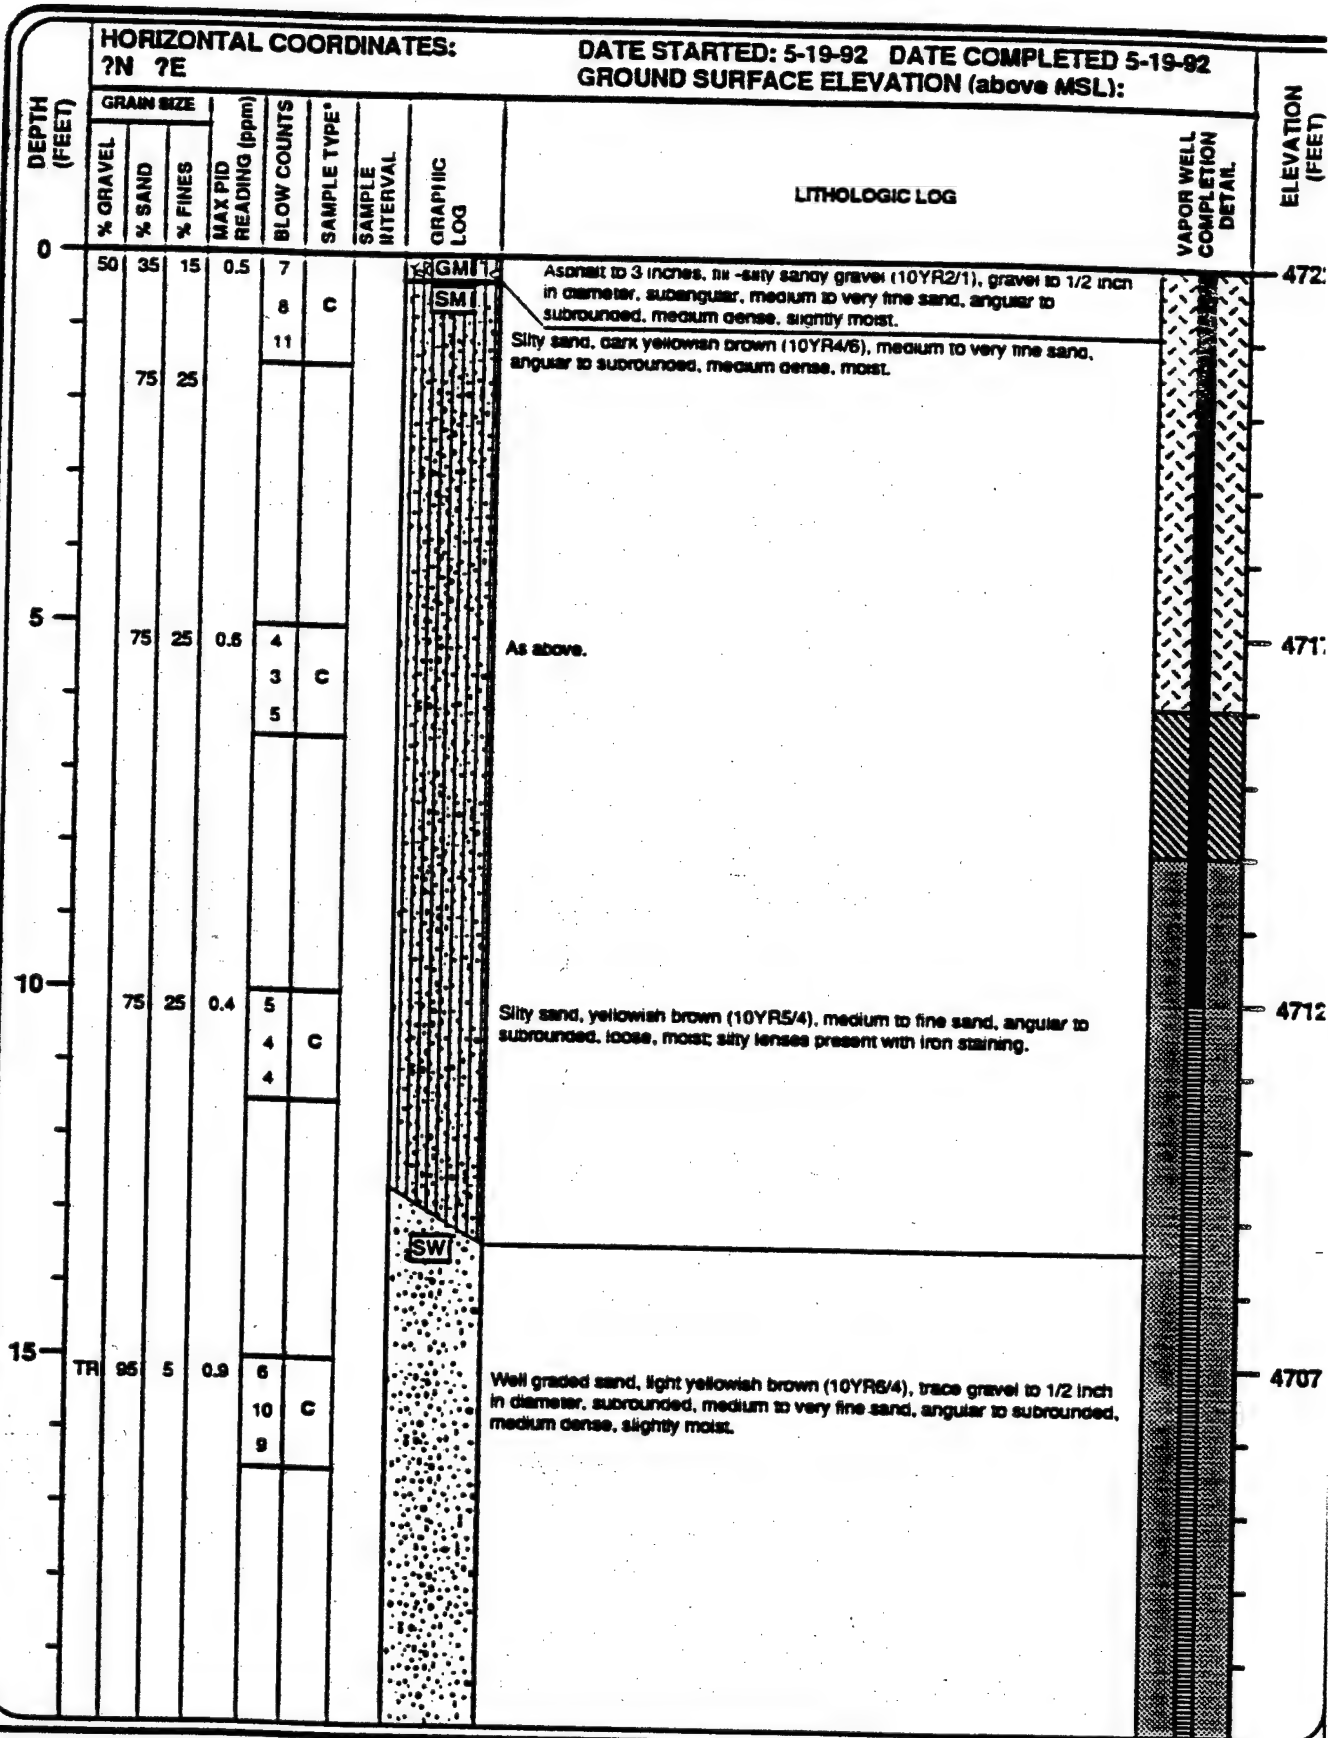 HORIZONTAL COORDINATES:
?N ?E
DATE STARTED: 5-19-92 DATE COMPLETED 5-19-92
GROUND SURFACE ELEVATION (above MSL):
DEPTH
(FEET)
GRAIN SIZE
% GRAVEL
% SAND
% FINES
MAX PID
READING (ppm)
BLOW COUNTS
SAMPLE TYPE*
SAMPLE
INTERVAL
GRAPHIC
LOG
LITHOLOGIC LOG
VAPOR WELL
COMPLETION
DETAIL
ELEVATION
(FEET)
0
50 35 15 0.5 7
8 C
11
GM
SM
Asphalt to 3 inches, fill -silty sandy gravel (10YR2/1), gravel to 1/2 inch
in diameter, subangular, medium to very fine sand, angular to
subrounded, medium dense, slightly moist.
472
Silty sand, dark yellowish brown (10YR4/6), medium to very fine sand,
angular to subrounded, medium dense, moist.
75 25
5
75 25 0.6 4
3 C
5
As above.
471
10
75 25 0.4 5
4 C
4
Silty sand, yellowish brown (10YR5/4), medium to fine sand, angular to
subrounded, loose, moist; silty lenses present with iron staining.
4712
SW
15
TR 95 5 0.9 6
10 C
9
Well graded sand, light yellowish brown (10YR6/4), trace gravel to 1/2 inch
in diameter, subrounded, medium to very fine sand, angular to subrounded,
medium dense, slightly moist.
4707